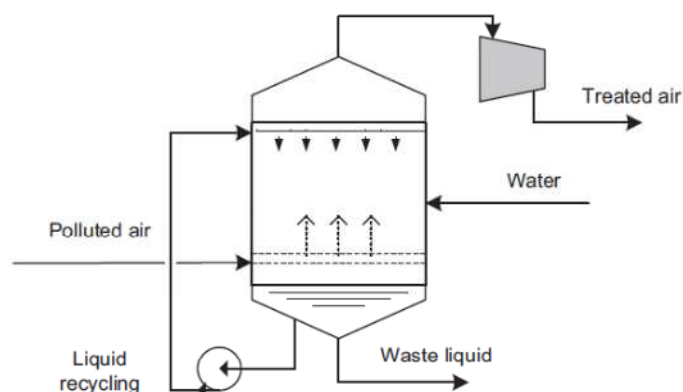 Treated air
Water
Polluted air
Waste liquid
Liquid
recycling